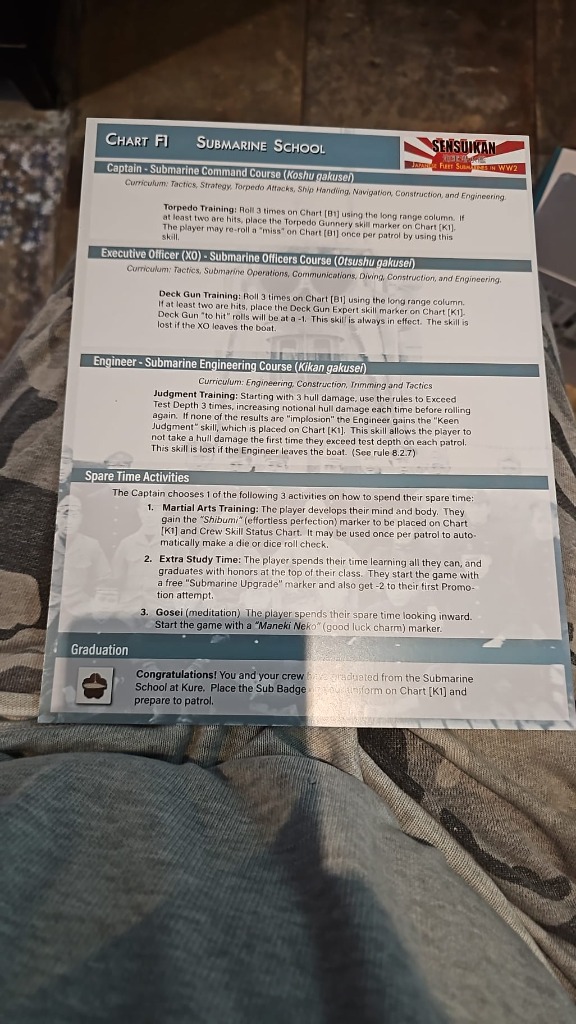 CHART F1 SUBMARINE SCHOOL
SENSUIKAN
JAPANESE FLEET SUBMARINES IN WW2
Captain - Submarine Command Course (Koshu gakusei)
Curriculum: Tactics, Strategy, Torpedo Attacks, Ship Handling, Navigation, Construction, and Engineering.
Torpedo Training: Roll 3 times on Chart [B1] using the long range column. If
at least two are hits, place the Torpedo Gunnery skill marker on Chart [K1].
The player may re-roll a "miss" on Chart [B1] once per patrol by using this
skill.
Executive Officer (XO) - Submarine Officers Course (Otsushu gakusei)
Curriculum: Tactics, Submarine Operations, Communications, Diving, Construction, and Engineering.
Deck Gun Training: Roll 3 times on Chart [B1] using the long range column.
If at least two are hits, place the Deck Gun Expert skill marker on Chart [K1].
Deck Gun "to hit" rolls will be at a -1. This skill is always in effect. The skill is
lost if the XO leaves the boat.
Engineer - Submarine Engineering Course (Kikan gakusei)
Curriculum: Engineering, Construction, Trimming and Tactics
Judgment Training: Starting with 3 hull damage, use the rules to Exceed
Test Depth 3 times, increasing notional hull damage each time before rolling
again. If none of the results are "implosion" the Engineer gains the "Keen
Judgment" skill, which is placed on Chart [K1]. This skill allows the player to
not take a hull damage the first time they exceed test depth on each patrol.
This skill is lost if the Engineer leaves the boat. (See rule 8.2.7)
Spare Time Activities
The Captain chooses 1 of the following 3 activities on how to spend their spare time:
1. Martial Arts Training: The player develops their mind and body. They
gain the "Shibumi" (effortless perfection) marker to be placed on Chart
[K1] and Crew Skill Status Chart. It may be used once per patrol to auto-
matically make a die or dice roll check.
2. Extra Study Time: The player spends their time learning all they can, and
graduates with honors at the top of their class. They start the game with
a free "Submarine Upgrade" marker and also get -2 to their first Promo-
tion attempt.
3. Gosei (meditation) The player spends their spare time looking inward.
Start the game with a "Maneki Neko" (good luck charm) marker.
Graduation
Congratulations! You and your crew have graduated from the Submarine
School at Kure. Place the Sub Badge on your uniform on Chart [K1] and
prepare to patrol.